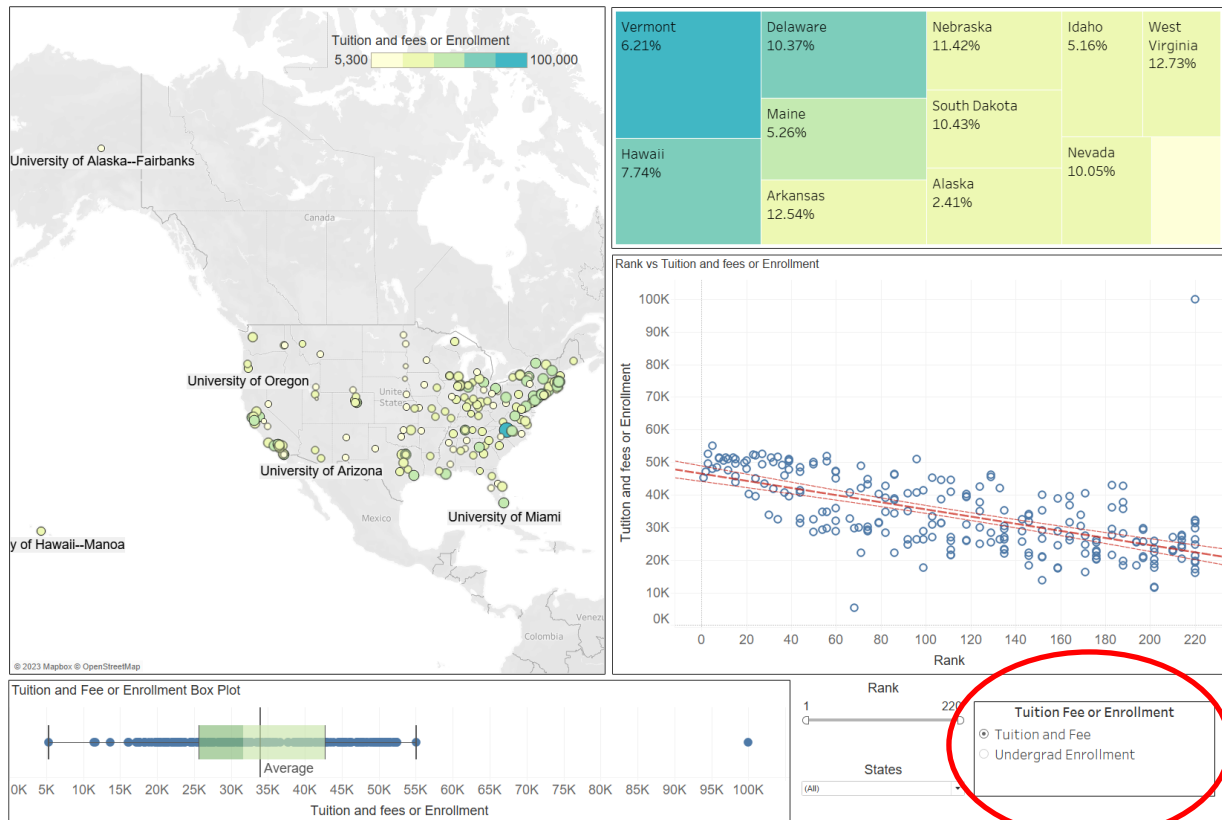 Tuition and fees or Enrollment
5,300
100,000
University of Alaska--Fairbanks
Canada
University of Oregon
United
States
University of Arizona
Mexico
University of Miami
y of Hawaii--Manoa
Venezu
Colombia
© 2023 Mapbox © OpenStreetMap
Vermont
6.21%
Hawaii
7.74%
Delaware
10.37%
Maine
5.26%
Arkansas
12.54%
Nebraska
11.42%
South Dakota
10.43%
Alaska
2.41%
Idaho
5.16%
West
Virginia
12.73%
Nevada
10.05%
Rank vs Tuition and fees or Enrollment
Tuition and fees or Enrollment
100K
90K
80K
70K
60K
50K
40K
30K
20K
10K
0K
0 20 40 60 80 100 120 140 160 180 200 220
Rank
Tuition and Fee or Enrollment Box Plot
Average
0K 5K 10K 15K 20K 25K 30K 35K 40K 45K 50K 55K 60K 65K 70K 75K 80K 85K 90K 95K 100K
Tuition and fees or Enrollment
Rank
1
220
States
(All)
Tuition Fee or Enrollment
Tuition and Fee
Undergrad Enrollment